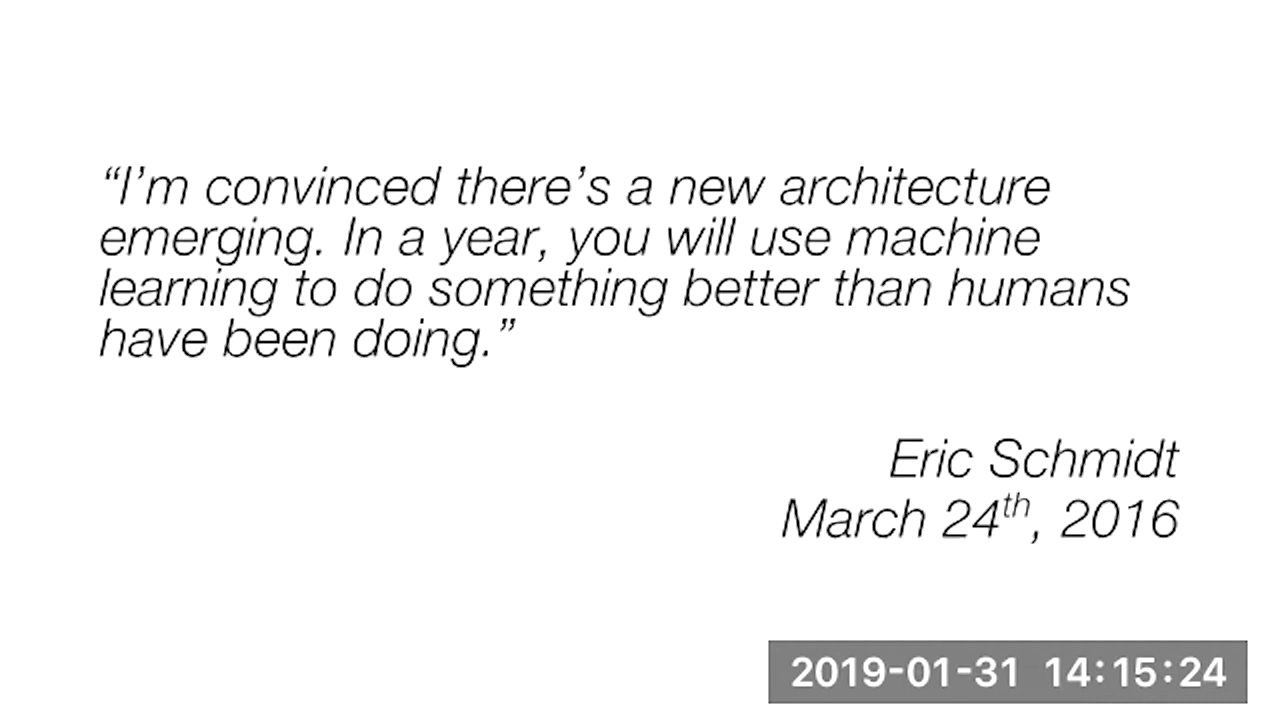 “I’m convinced there’s a new architecture
emerging. In a year, you will use machine
learning to do something better than humans
have been doing.”
Eric Schmidt
March 24th, 2016
2019-01-31 14:15:24